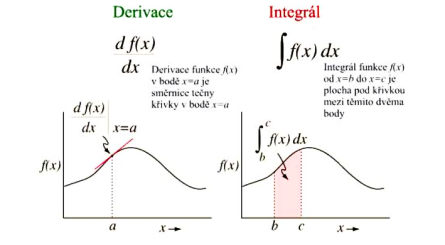 Derivace
d f(x)
dx
Derivace funkce f(x)
v bodě x=a je
směrnice tečny
křivky v bodě x=a
d f(x)
dx
x=a
f(x)
a
x→
Integrál
∫ f(x) dx
Integrál funkce f(x)
od x=b do x=c je
plocha pod křivkou
mezi těmito dvěma
body
c
∫ f(x) dx
b
f(x)
b
c
x→